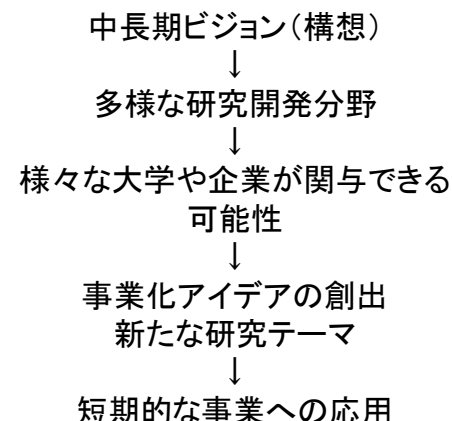 中長期ビジョン（構想）
↓
多様な研究開発分野
↓
様々な大学や企業が関与できる
可能性
↓
事業化アイデアの創出
新たな研究テーマ
↓
短期的な事業への応用